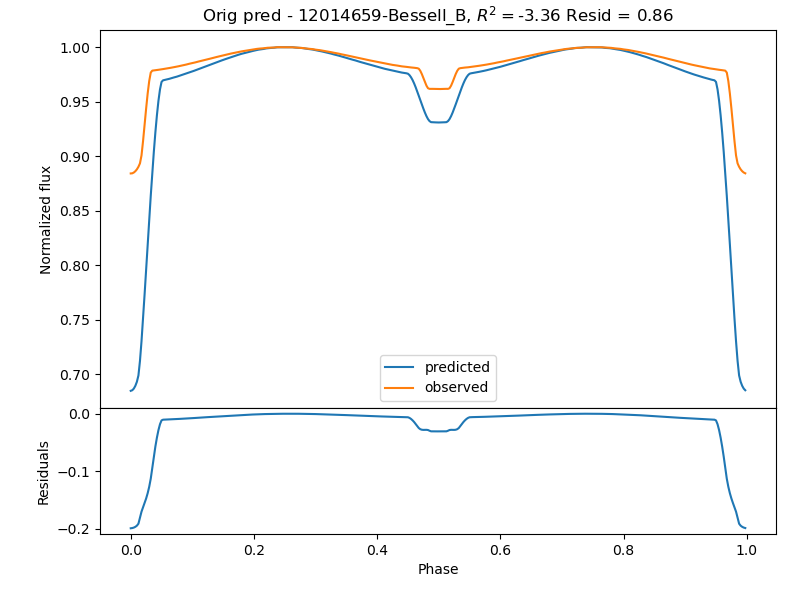 Orig pred - 12014659-Bessell_B, R² = -3.36 Resid = 0.86
Normalized flux
1.00
0.95
0.90
0.85
0.80
0.75
0.70
predicted
observed
Residuals
0.0
−0.1
−0.2
0.0 0.2 0.4 0.6 0.8 1.0
Phase